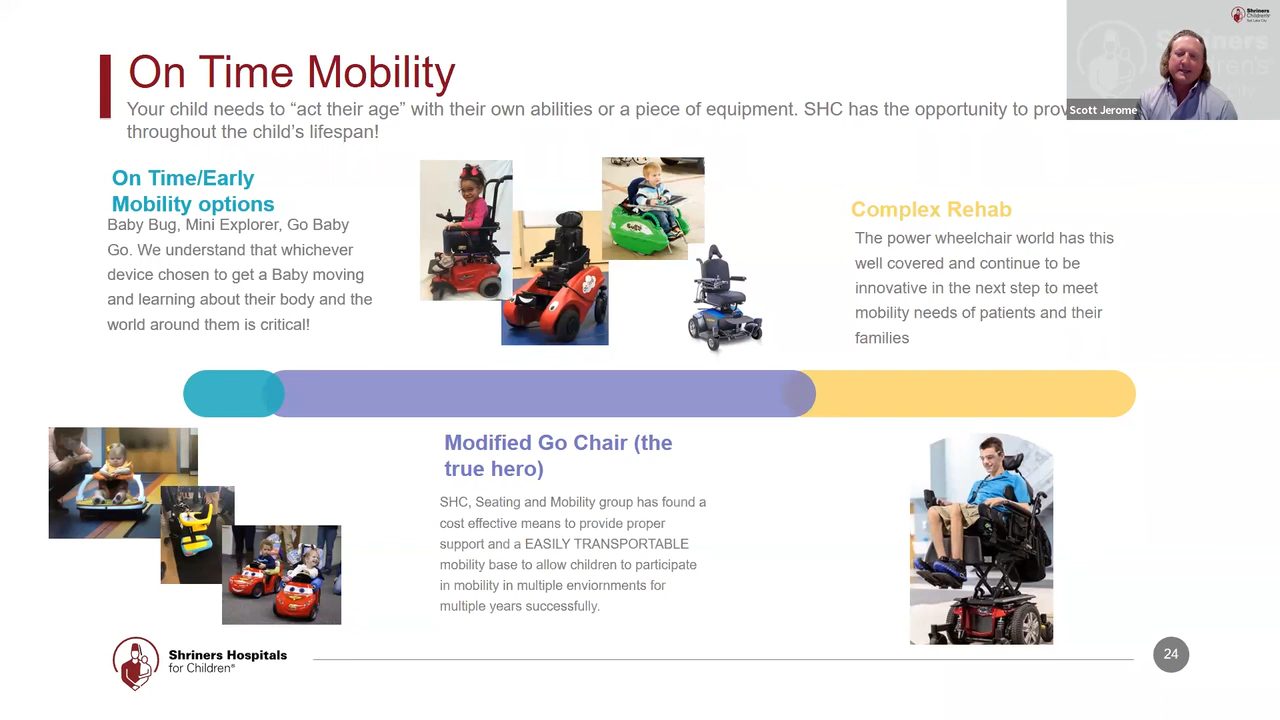 On Time Mobility
Your child needs to “act their age” with their own abilities or a piece of equipment. SHC has the opportunity to
throughout the child’s lifespan!
Shriners
Children's
Scott Jerome
On Time/Early
Mobility options
Baby Bug, Mini Explorer, Go Baby
Go. We understand that whichever
device chosen to get a Baby moving
and learning about their body and the
world around them is critical!
Complex Rehab
The power wheelchair world has this
well covered and continue to be
innovative in the next step to meet
mobility needs of patients and their
families
Modified Go Chair (the
true hero)
SHC, Seating and Mobility group has found a
cost effective means to provide proper
support and a EASILY TRANSPORTABLE
mobility base to allow children to participate
in mobility in multiple enviornments for
multiple years successfully.
Shriners Hospitals
for Children®
24